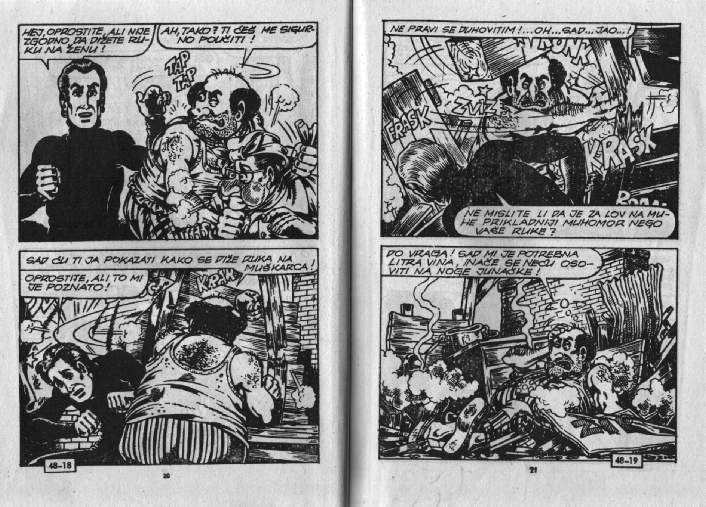 HEJ, OPROSTITE, ALI NIJE
ZGODNO DA DIŽETE RU-
KU NA ŽENU!
AH, TAKO? TI ĆEŠ ME SIGUR-
NO POUČITI!
TAP
TAP
SAD ĆU TI JA POKAZATI KAKO SE DIŽE RUKA NA
MUŠKARCA!
OPROSTITE, ALI TO MI
JE POZNATO!
KRAK
48-18
20
NE PRAVI SE DUHOVITIM!...OH...SAD...JAO...!
KRONK
ZVIZ
FRASK
KRASK
NE MISLITE LI DA JE ZA LOV NA MU-
HE PRIKLADNIJI MUHOMOR NEGO
VAŠE RUKE?
DO VRAGA! SAD MI JE POTREBNA
LITRA VINA, INAČE SE NEĆU OSO-
VITI NA NOGE JUNAČKE!
48-19
21